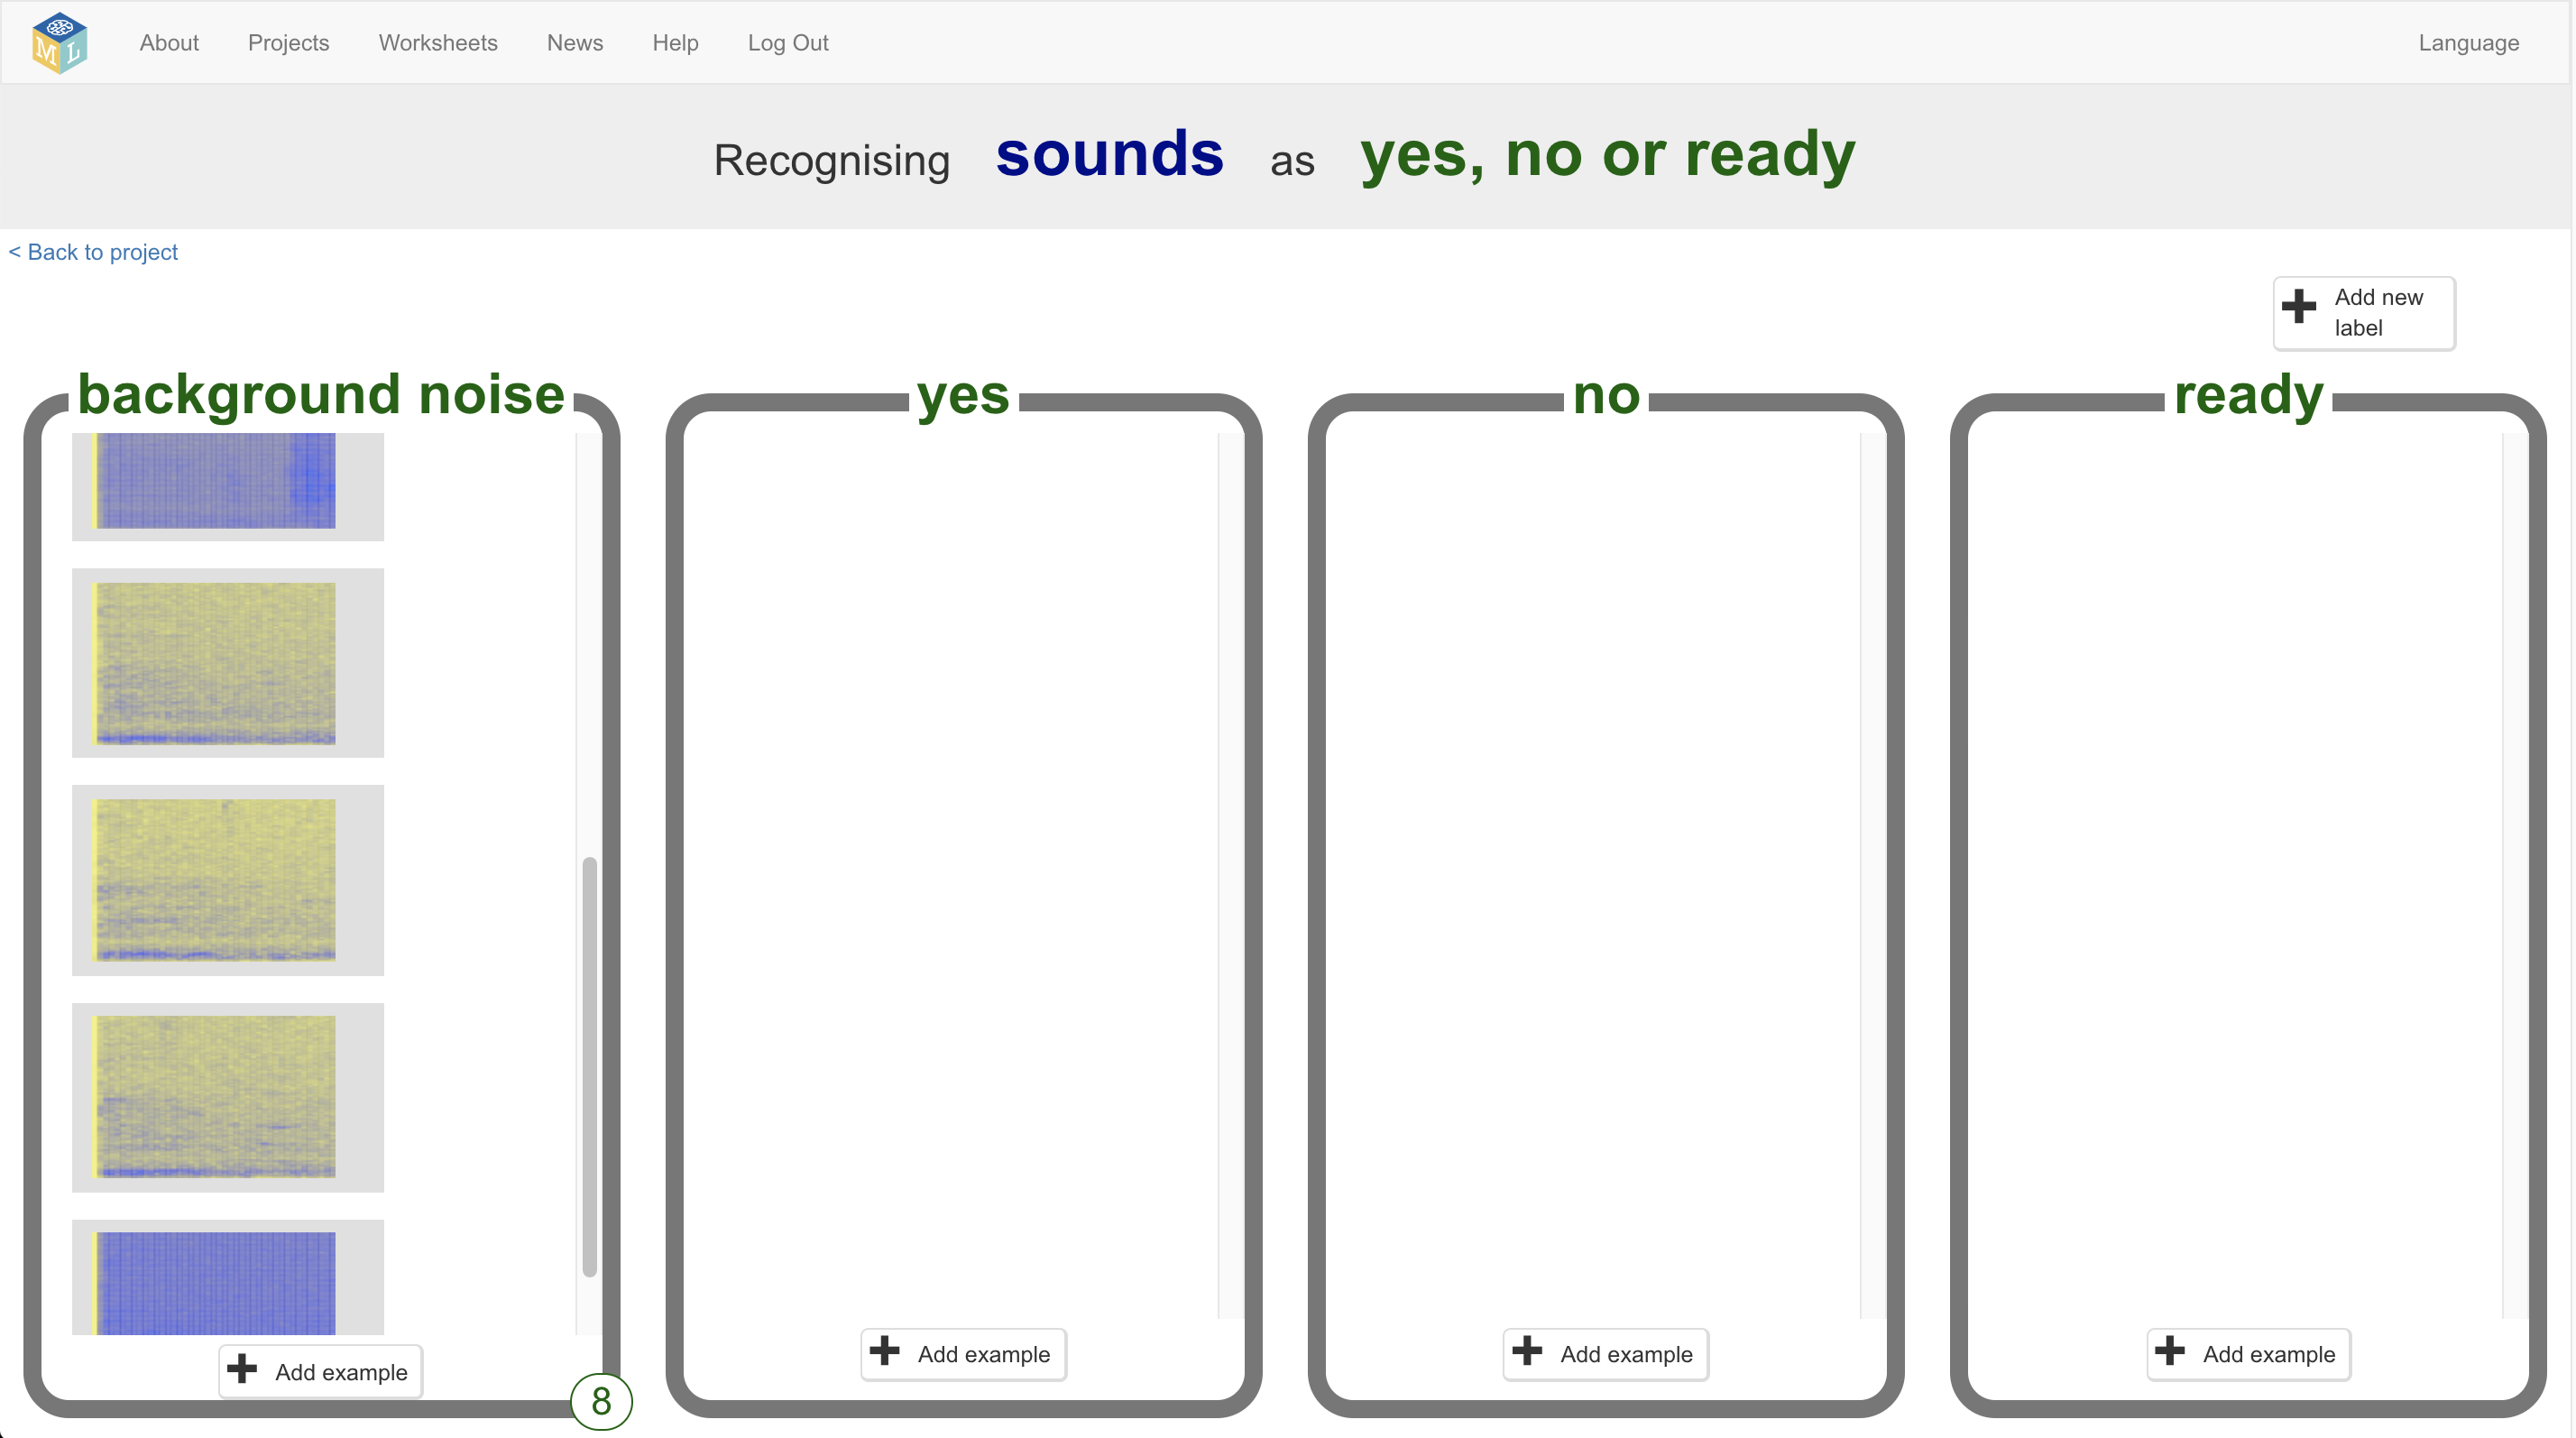 M L
About Projects Worksheets News Help Log Out Language
Recognising sounds as yes, no or ready
< Back to project
Add new
label
background noise
yes
no
ready
Add example
Add example
Add example
Add example
8